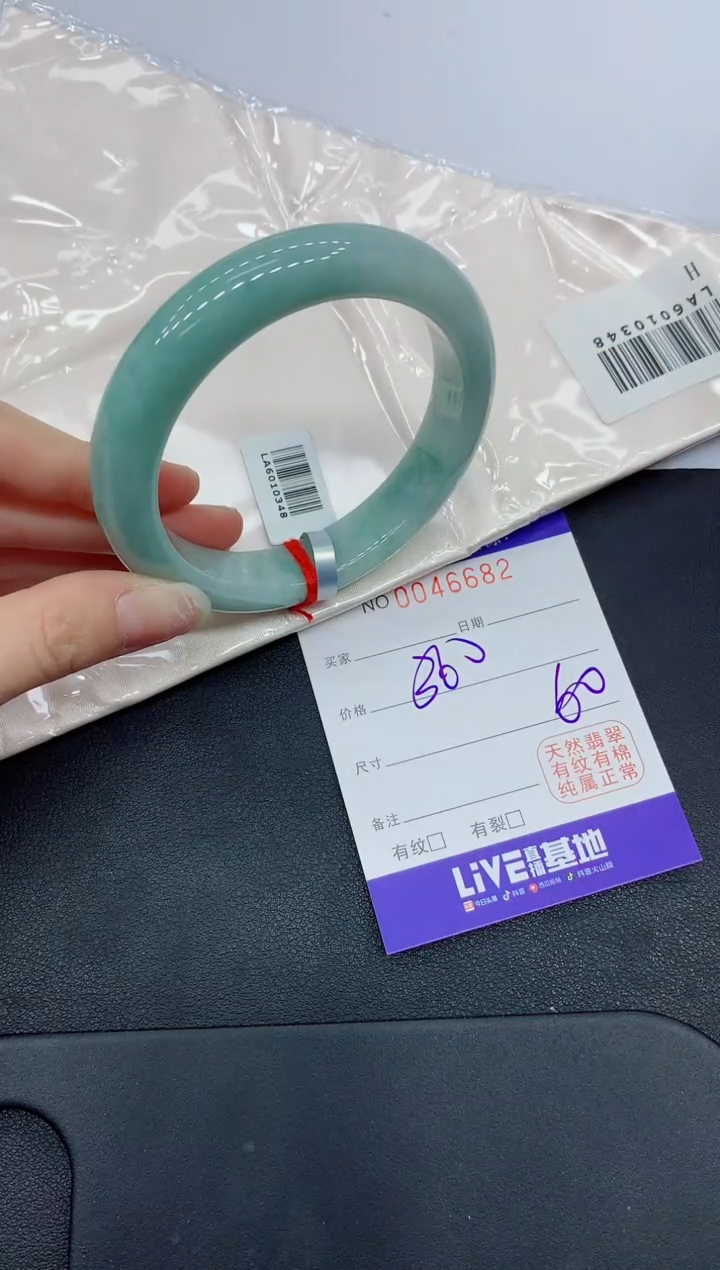 H
LA6010348
LA6010348
NO 0046682
日期
买家
价格 360
60
尺寸
天然翡翠
有纹有棉
纯属正常
备注
有纹□ 有裂□
LiVE直播基地
今日头条 抖音 西瓜视频 抖音火山版